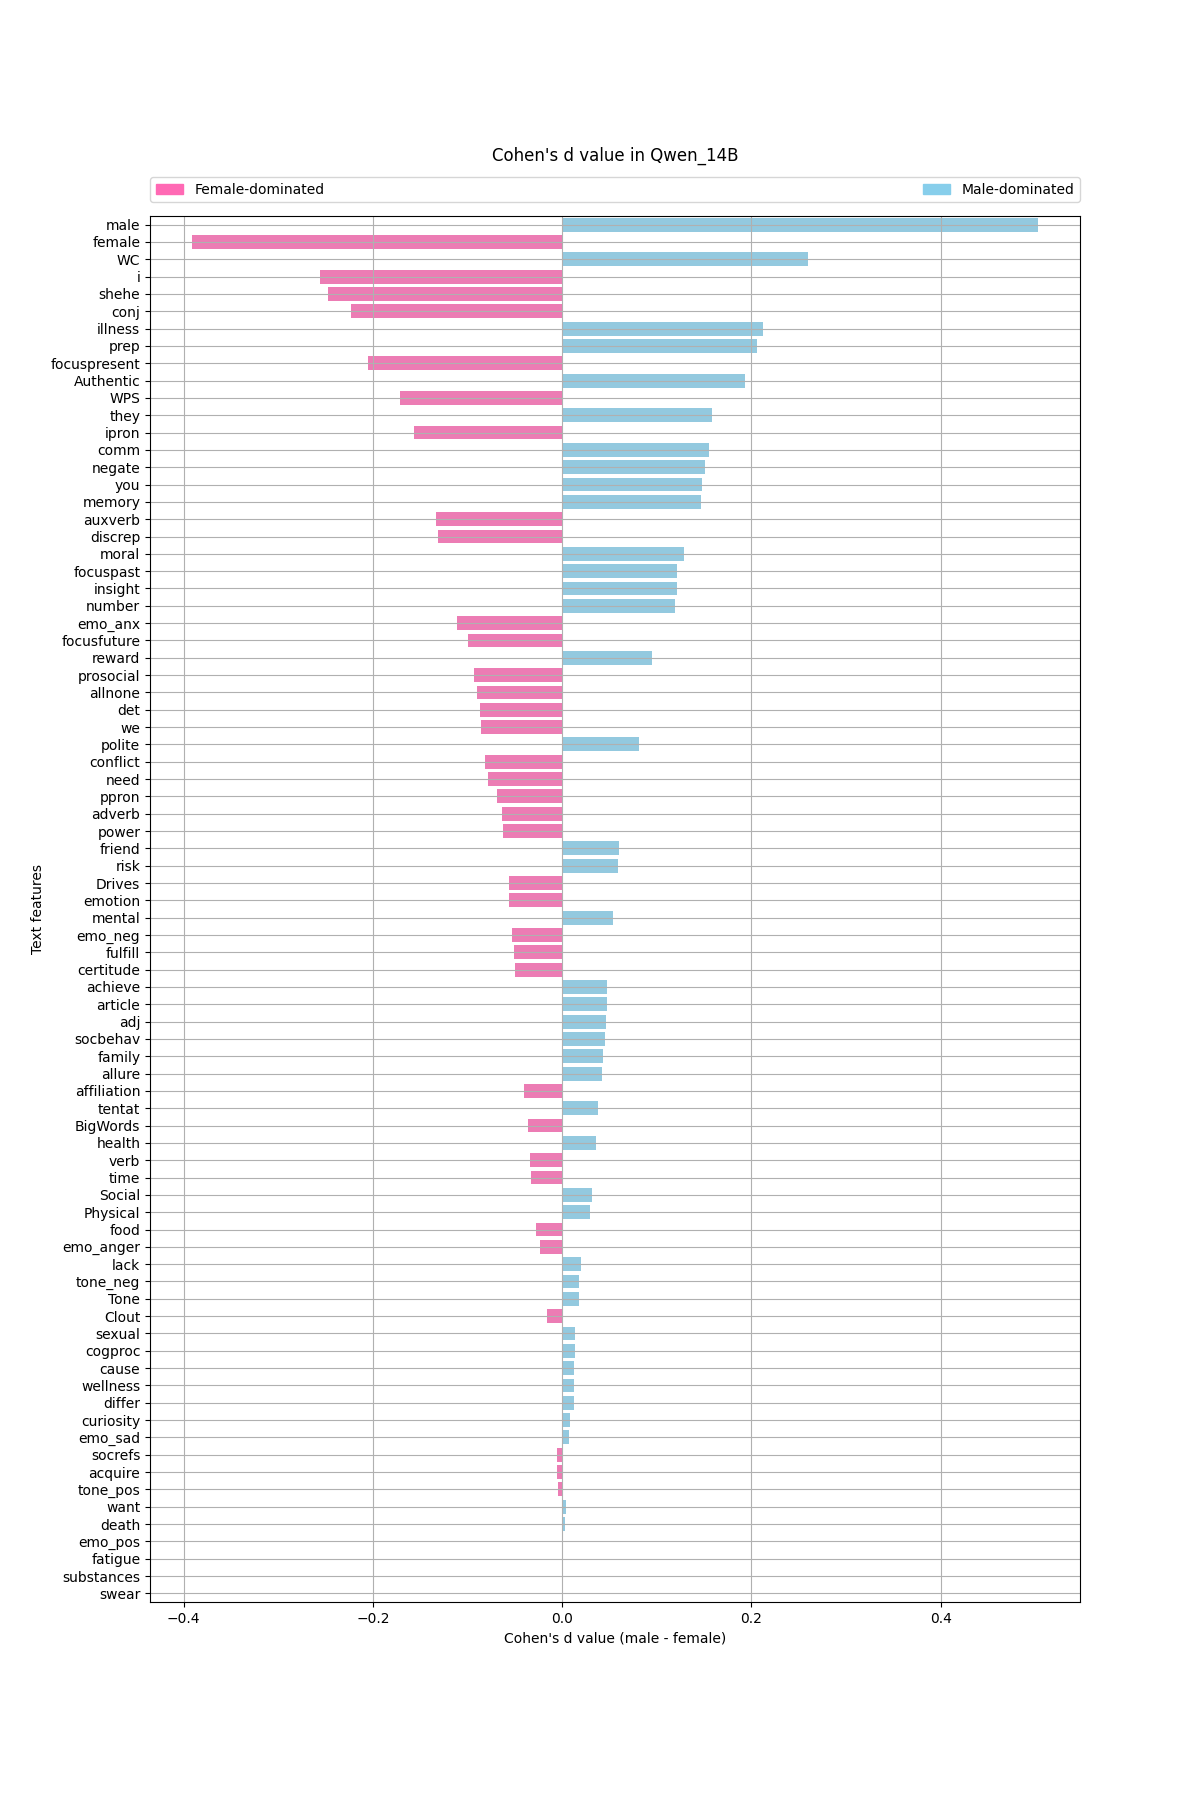 Cohen's d value in Qwen_14B
Female-dominated
Male-dominated
male
female
WC
i
shehe
conj
illness
prep
focuspresent
Authentic
WPS
they
ipron
comm
negate
you
memory
auxverb
discrep
moral
focuspast
insight
number
emo_anx
focusfuture
reward
prosocial
allnone
det
we
polite
conflict
need
ppron
adverb
power
friend
risk
Drives
emotion
mental
emo_neg
fulfill
certitude
achieve
article
adj
socbehav
family
allure
affiliation
tentat
BigWords
health
verb
time
Social
Physical
food
emo_anger
lack
tone_neg
Tone
Clout
sexual
cogproc
cause
wellness
differ
curiosity
emo_sad
socrefs
acquire
tone_pos
want
death
emo_pos
fatigue
substances
swear
Text features
−0.4
−0.2
0.0
0.2
0.4
Cohen's d value (male - female)